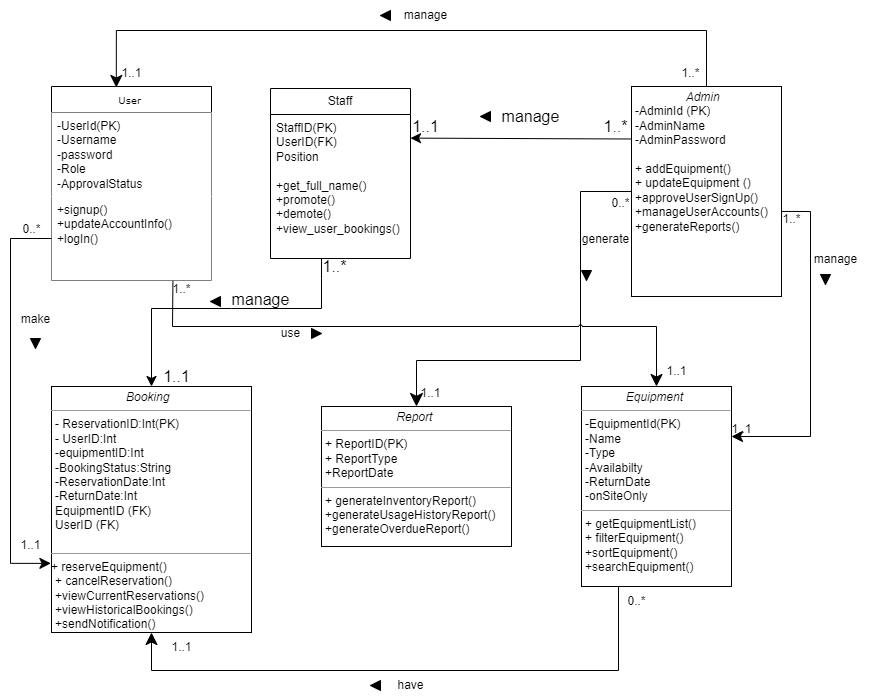 manage
1..1
1..*
User
-UserId(PK)
-Username
-password
-Role
-ApprovalStatus
+signup()
+updateAccountInfo()
+logIn()
Staff
StaffID(PK)
UserID(FK)
Position
+get_full_name()
+promote()
+demote()
+view_user_bookings()
1..1
manage
1..*
Admin
-AdminId (PK)
-AdminName
-AdminPassword
+ addEquipment()
+ updateEquipment ()
+approveUserSignUp()
+manageUserAccounts()
+generateReports()
0..*
0..*
1..*
generate
manage
1..*
1..*
manage
make
use
1..1
1..1
1..1
1..1
Booking
- ReservationID:Int(PK)
- UserID:Int
-equipmentID:Int
-BookingStatus:String
-ReservationDate:Int
-ReturnDate:Int
EquipmentID (FK)
UserID (FK)
1..1
+ reserveEquipment()
+ cancelReservation()
+viewCurrentReservations()
+viewHistoricalBookings()
+sendNotification()
Report
+ ReportID(PK)
+ ReportType
+ReportDate
+ generateInventoryReport()
+generateUsageHistoryReport()
+generateOverdueReport()
Equipment
-EquipmentId(PK)
-Name
-Type
-Availabilty
-ReturnDate
-onSiteOnly
+ getEquipmentList()
+ filterEquipment()
+sortEquipment()
+searchEquipment()
0..*
1..1
have